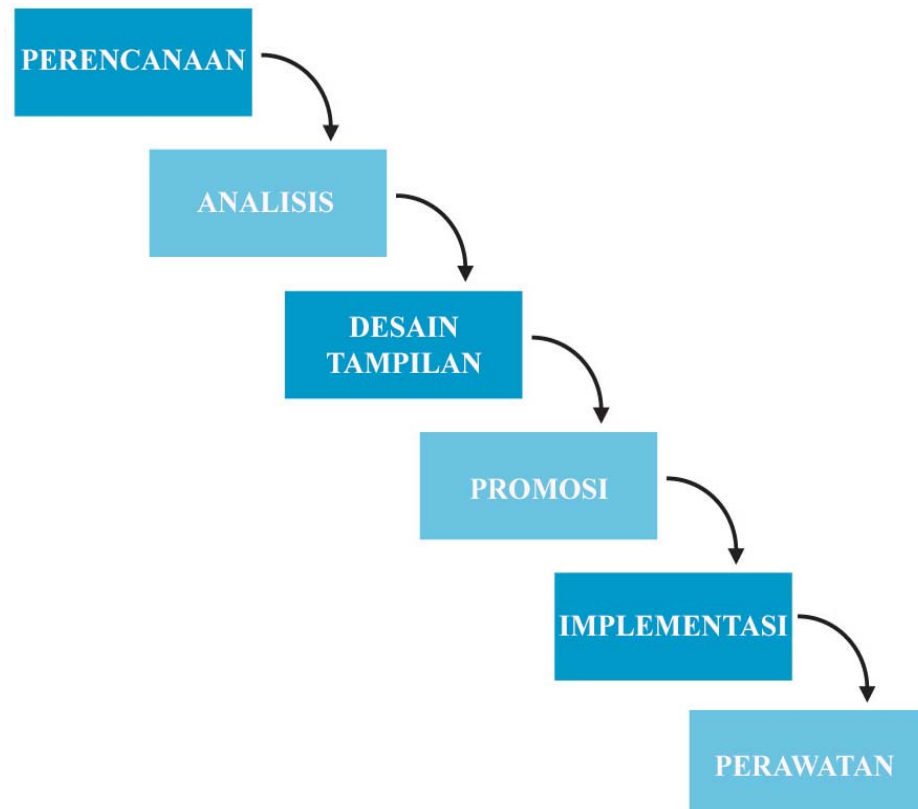 PERENCANAAN
ANALISIS
DESAIN
TAMPILAN
PROMOSI
IMPLEMENTASI
PERAWATAN